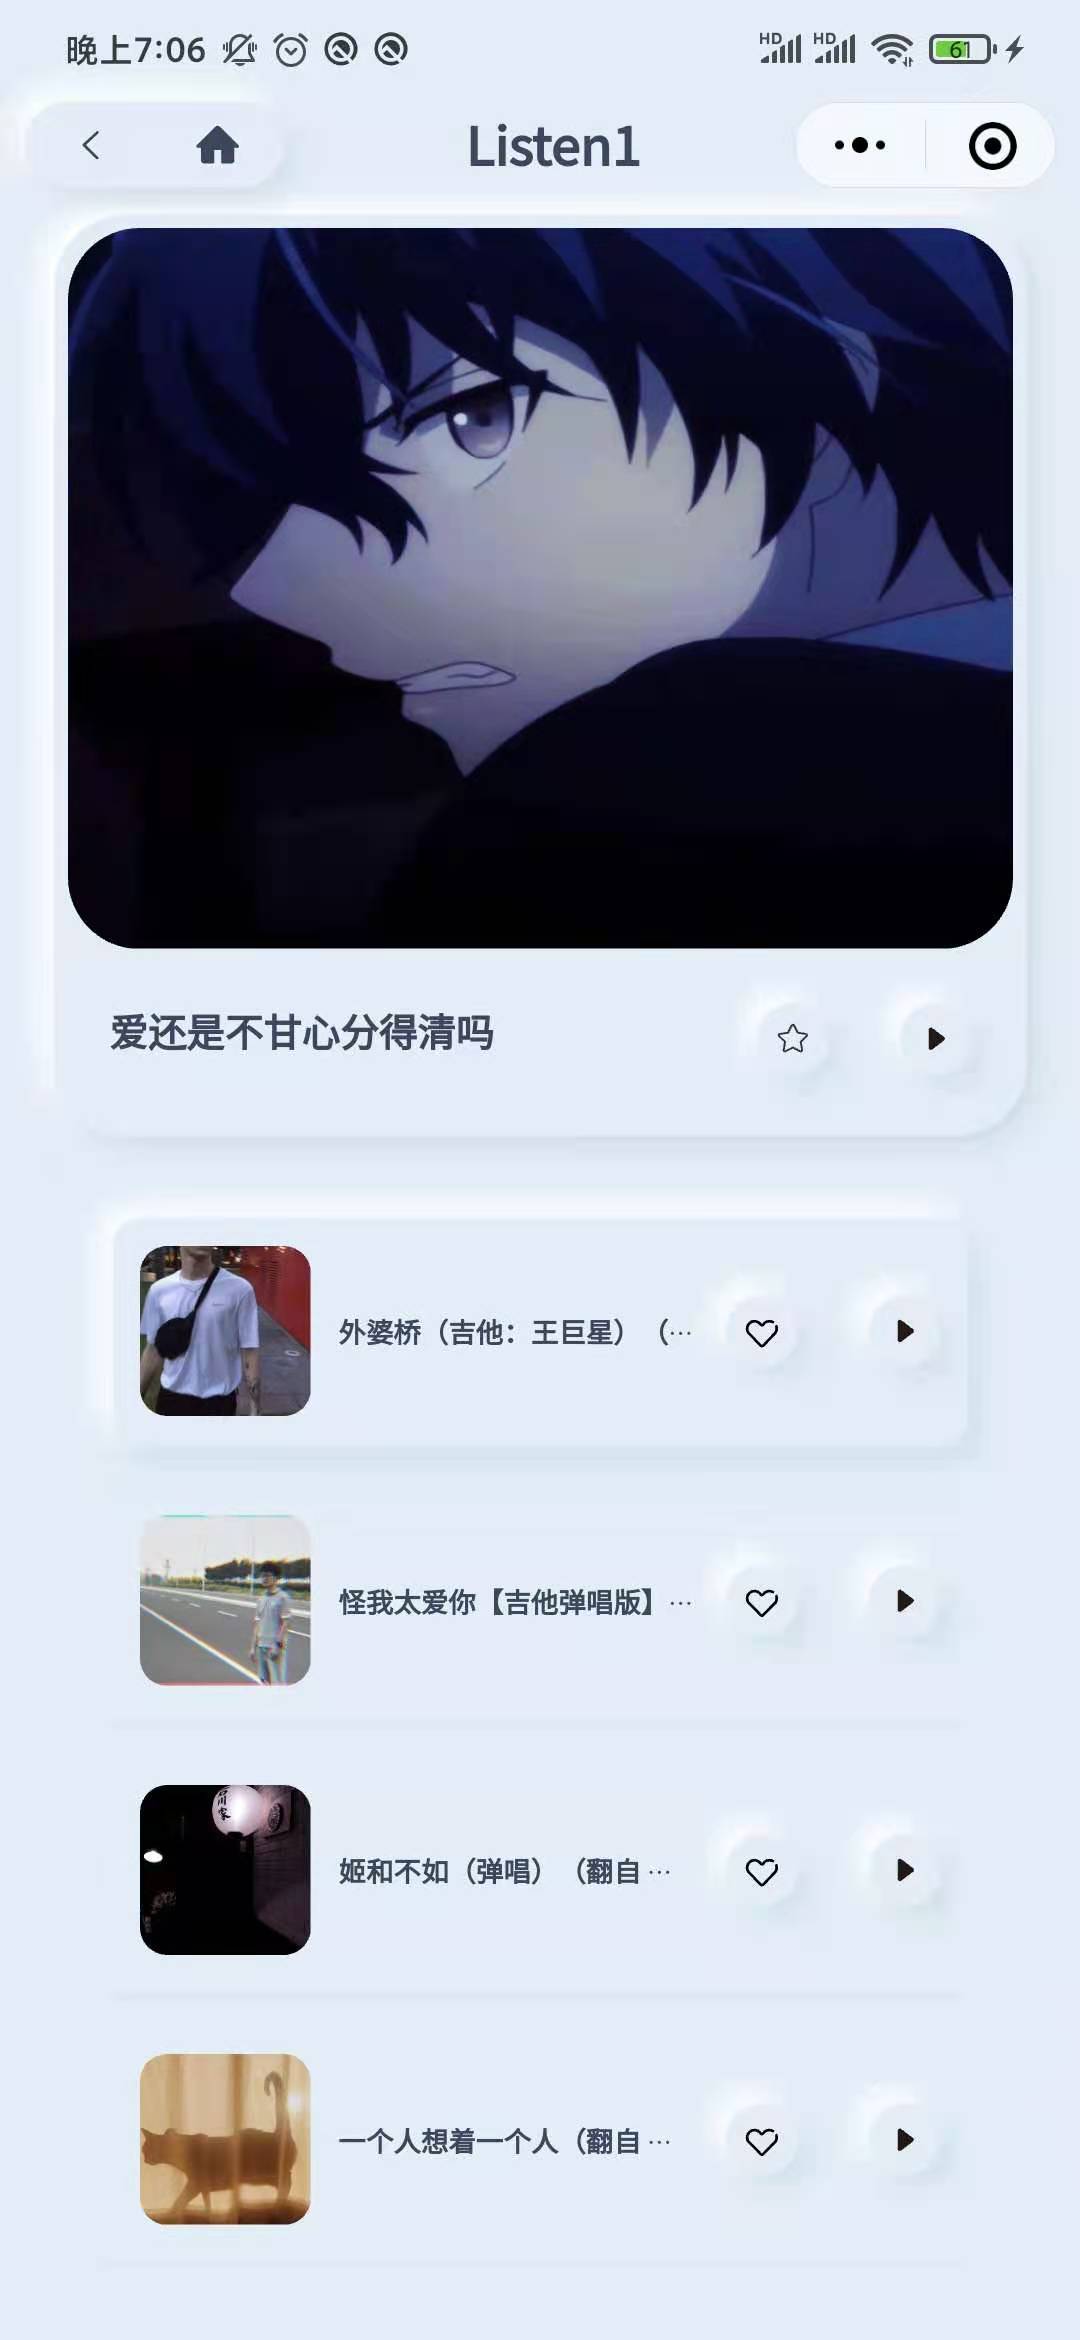 晚上7:06
HD HD 61
Listen1
爱还是不甘心分得清吗
外婆桥（吉他：王巨星）（…
怪我太爱你【吉他弹唱版】…
姬和不如（弹唱）（翻自 …
一个人想着一个人（翻自 …